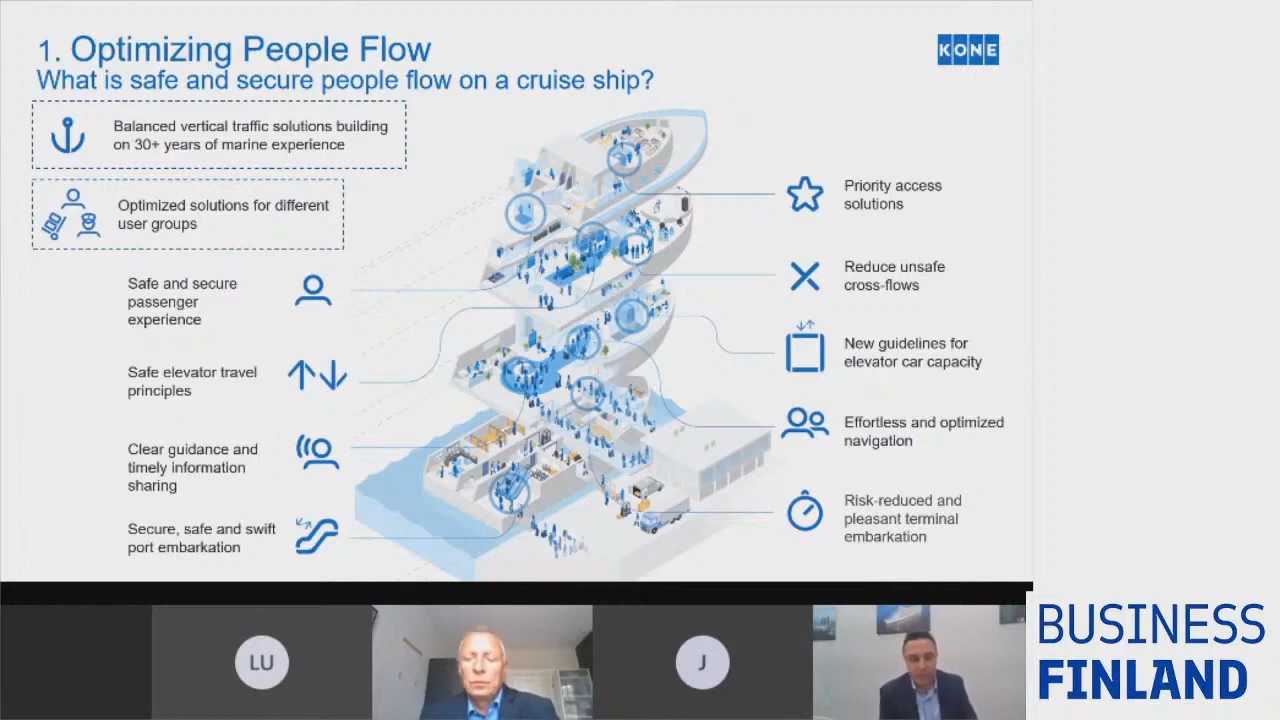 1. Optimizing People Flow
What is safe and secure people flow on a cruise ship?
KONE
Balanced vertical traffic solutions building
on 30+ years of marine experience
Optimized solutions for different
user groups
Safe and secure
passenger
experience
Safe elevator travel
principles
Clear guidance and
timely information
sharing
Secure, safe and swift
port embarkation
Priority access
solutions
Reduce unsafe
cross-flows
New guidelines for
elevator car capacity
Effortless and optimized
navigation
Risk-reduced and
pleasant terminal
embarkation
LU
J
BUSINESS
FINLAND